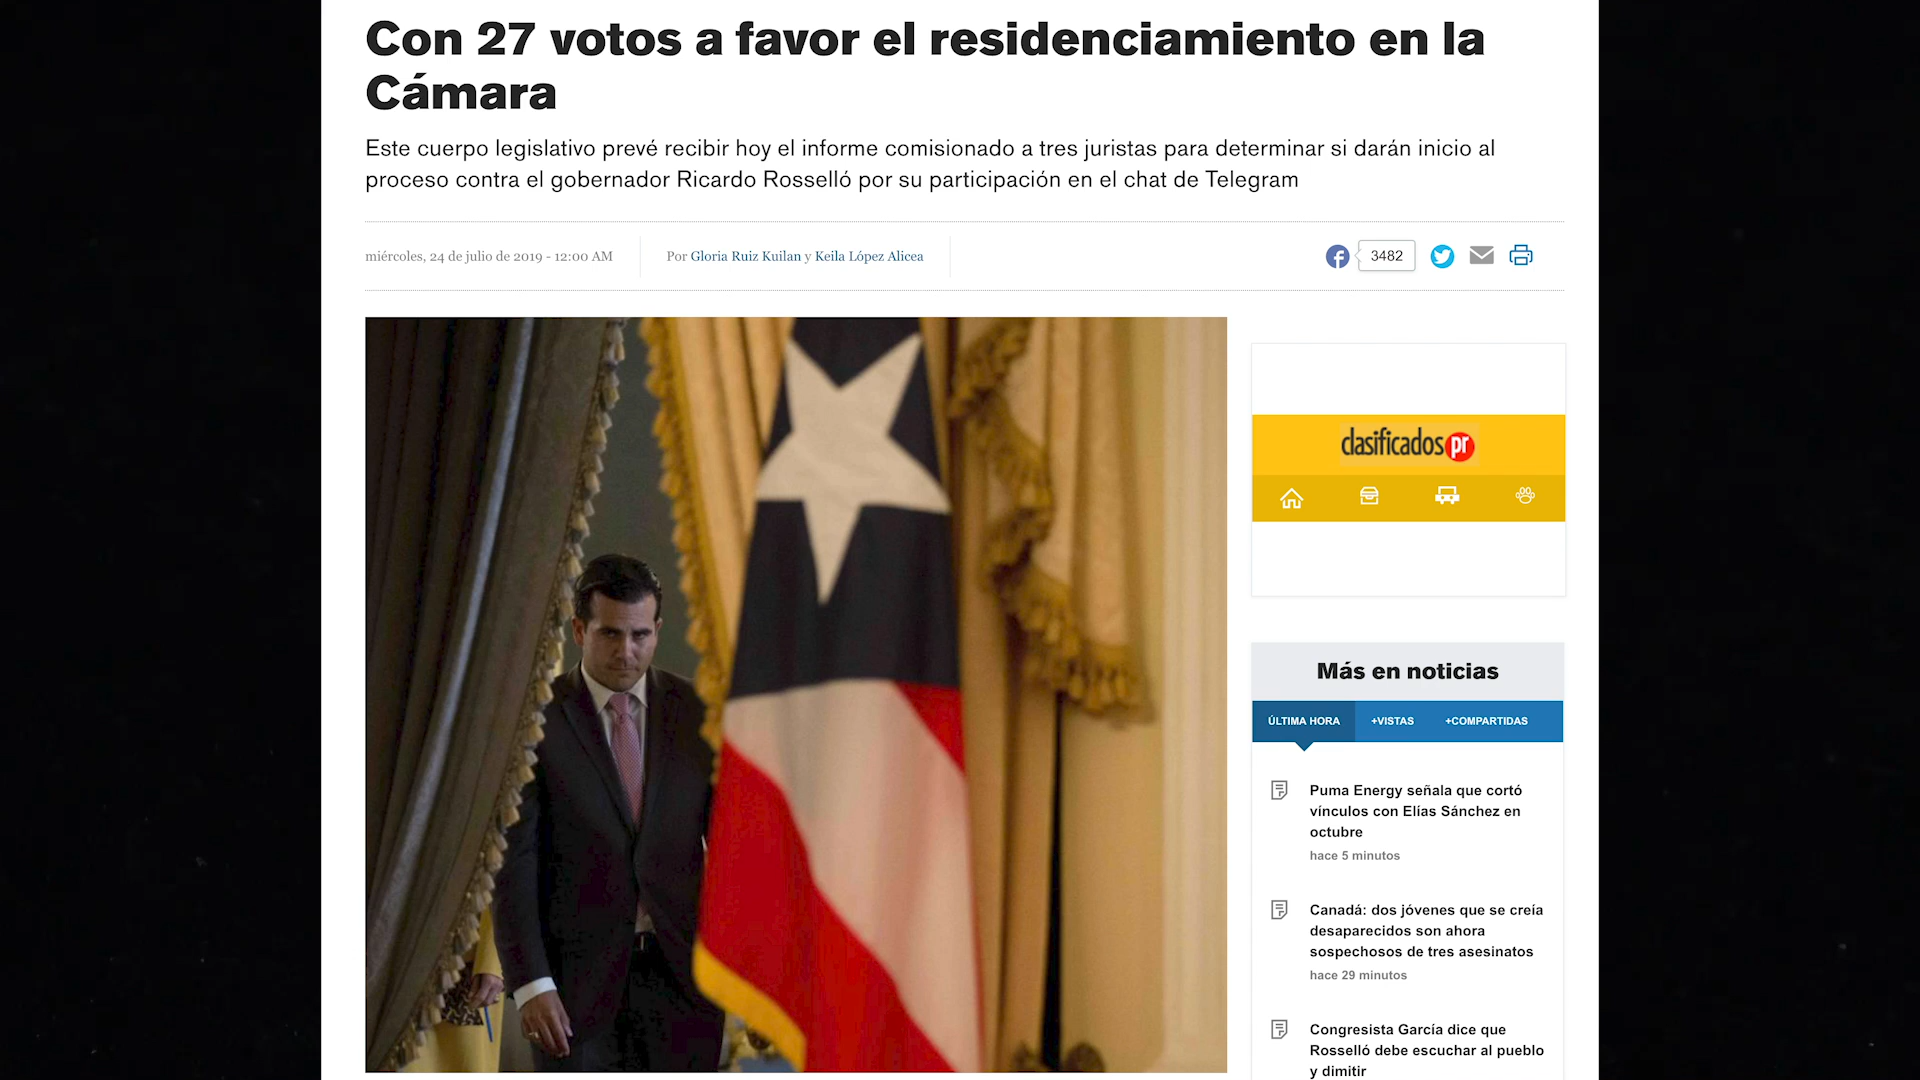 Con 27 votos a favor el residenciamiento en la
Cámara
Este cuerpo legislativo prevé recibir hoy el informe comisionado a tres juristas para determinar si darán inicio al
proceso contra el gobernador Ricardo Rosselló por su participación en el chat de Telegram
miércoles, 24 de julio de 2019 - 12:00 AM
Por Gloria Ruiz Kuilan y Keila López Alicea
3482
clasificados pr
Más en noticias
ÚLTIMA HORA
+VISTAS
+COMPARTIDAS
Puma Energy señala que cortó
vínculos con Elías Sánchez en
octubre
hace 5 minutos
Canadá: dos jóvenes que se creía
desaparecidos son ahora
sospechosos de tres asesinatos
hace 29 minutos
Congresista García dice que
Rosselló debe escuchar al pueblo
y dimitir